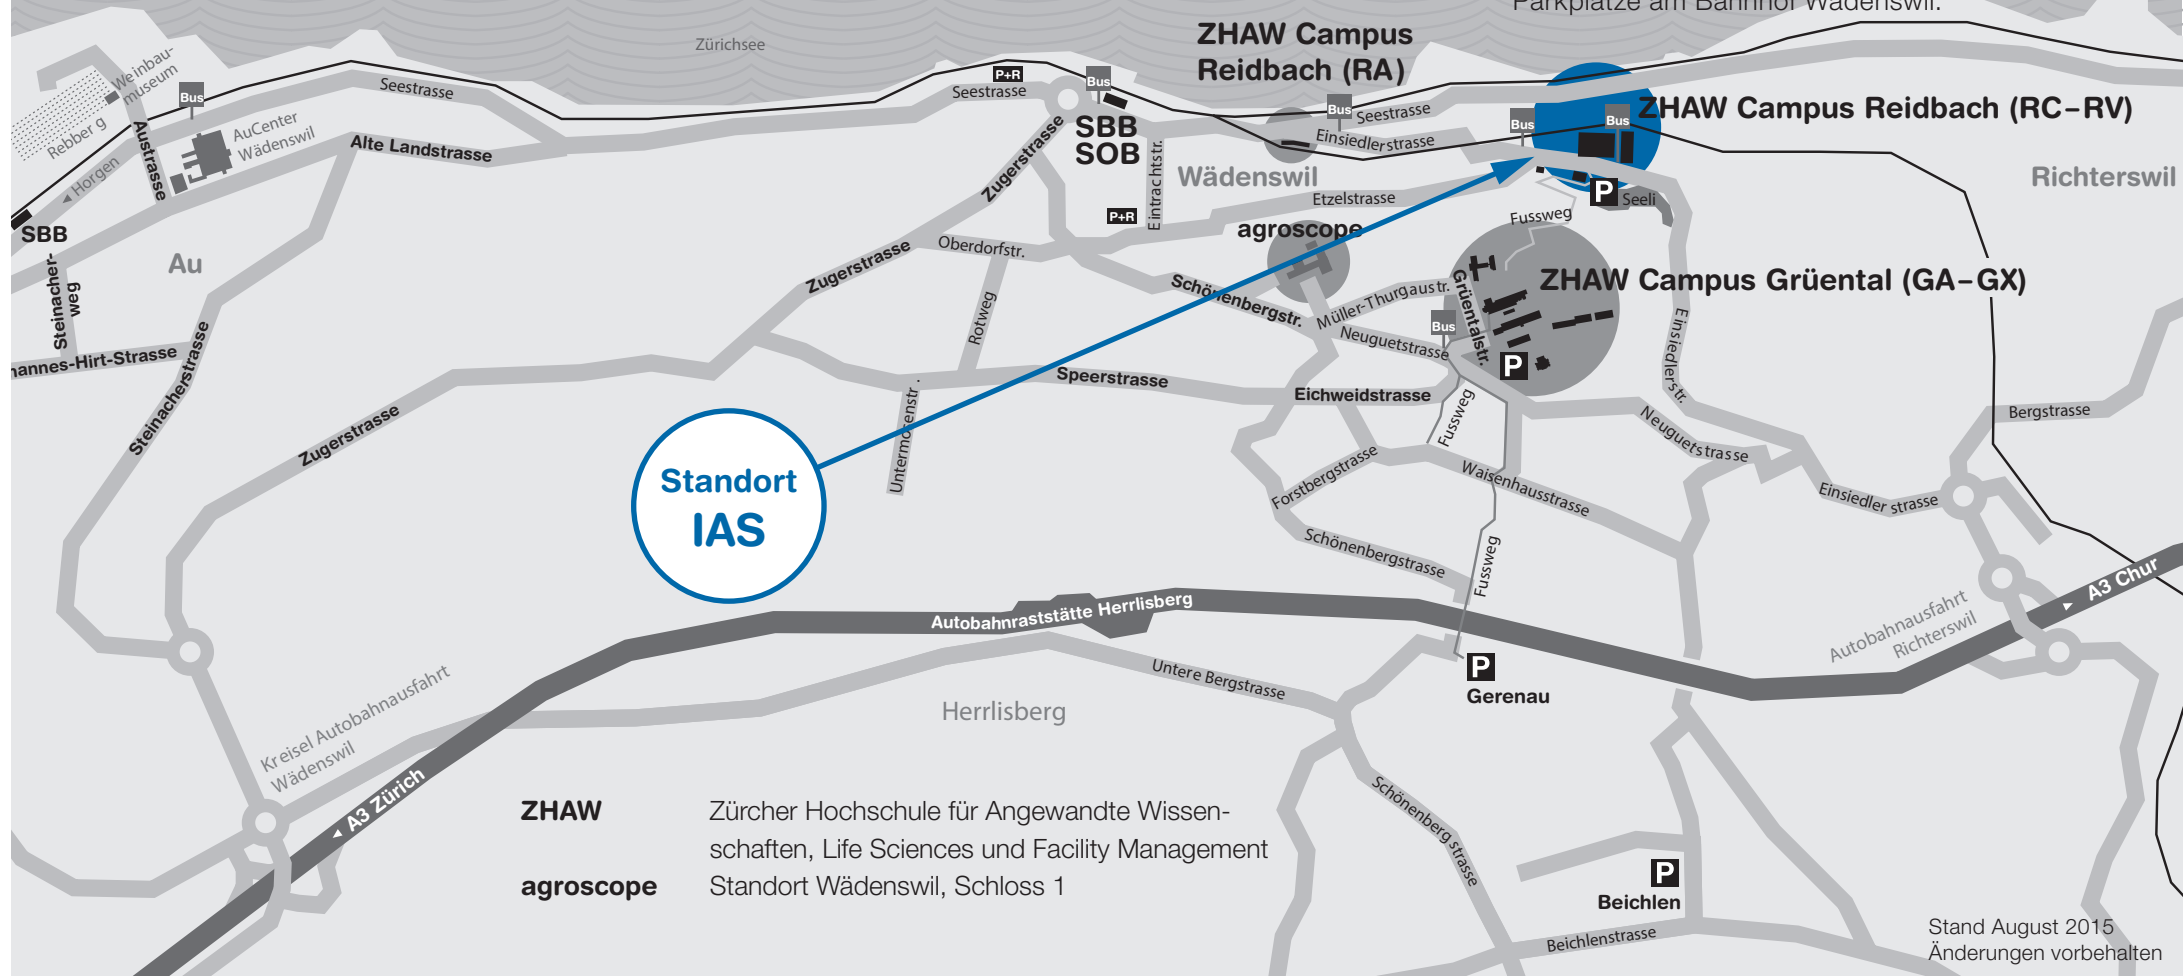 Parkplätze am Bahnhof Wädenswil.
Zürichsee
ZHAW Campus
Reidbach (RA)
Weinbau-
museum
Rebberg
Bus
Seestrasse
P+R
Seestrasse
Bus
Bus
Seestrasse
Bus
Bus
ZHAW Campus Reidbach (RC–RV)
Austrasse
AuCenter
Wädenswil
Alte Landstrasse
Horgen
Zugerstrasse
SBB
SOB
Eintrachtstr.
Einsiedlerstrasse
Wädenswil
Richterswil
Etzelstrasse
P
Seeli
Fussweg
P+R
SBB
Au
agroscope
Steinacher-
weg
Zugerstrasse
Oberdorfstr.
Rotweg
Schönenbergstr.
Müller-Thurgaustr.
Grüentalstr.
ZHAW Campus Grüental (GA–GX)
Bus
Neuguetstrasse
P
Einsiedlerstr.
hannes-Hirt-Strasse
Steinacherstrasse
Zugerstrasse
Untermosenstr.
Speerstrasse
Eichweidstrasse
Fussweg
Neuguetstrasse
Bergstrasse
Standort
IAS
Forstbergstrasse
Waisenhausstrasse
Einsiedlerstrasse
Schönenbergstrasse
Fussweg
Autobahnraststätte Herrlisberg
A3 Chur
Autobahnausfahrt
Richterswil
Untere Bergstrasse
P
Gerenau
Herrlisberg
Kreisel Autobahnausfahrt
Wädenswil
A3 Zürich
Schönenbergstrasse
ZHAW Zürcher Hochschule für Angewandte Wissen-
schaften, Life Sciences und Facility Management
agroscope Standort Wädenswil, Schloss 1
P
Beichlen
Beichlenstrasse
Stand August 2015
Änderungen vorbehalten